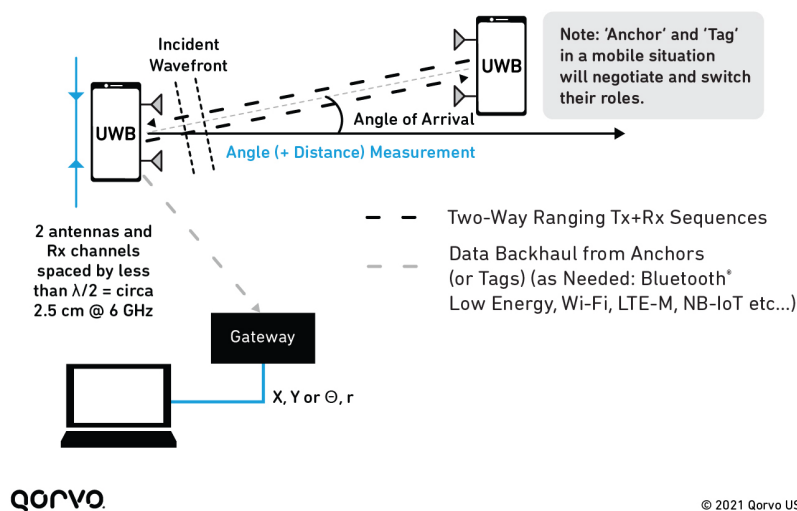 Incident
Wavefront
UWB
UWB
Note: ‘Anchor’ and ‘Tag’
in a mobile situation
will negotiate and switch
their roles.
Angle of Arrival
Angle (+ Distance) Measurement
2 antennas and
Rx channels
spaced by less
than λ/2 = circa
2.5 cm @ 6 GHz
Two-Way Ranging Tx+Rx Sequences
Data Backhaul from Anchors
(or Tags) (as Needed: Bluetooth®
Low Energy, Wi-Fi, LTE-M, NB-IoT etc...)
Gateway
X, Y or Θ, r
QORVO
© 2021 Qorvo US